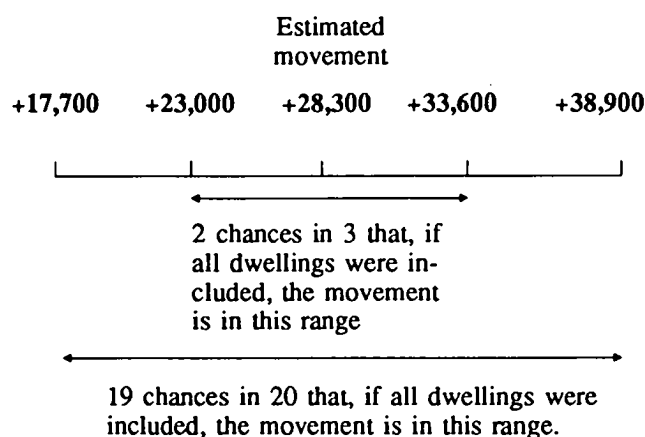 Estimated
movement
+17,700 +23,000 +28,300 +33,600 +38,900
2 chances in 3 that, if
all dwellings were in-
cluded, the movement
is in this range
19 chances in 20 that, if all dwellings were
included, the movement is in this range.